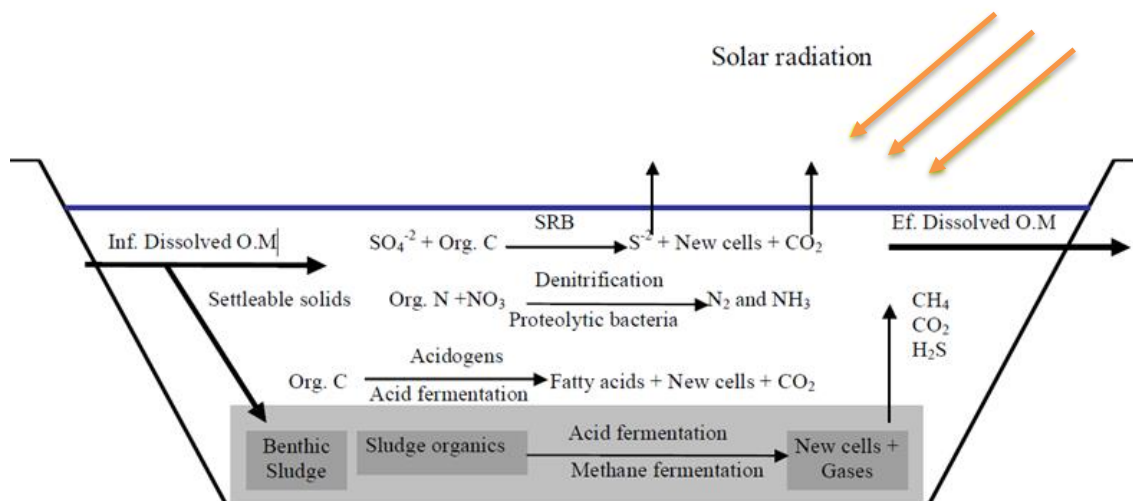 Solar radiation
Inf. Dissolved O.M
Ef. Dissolved O.M
SRB
SO₄⁻² + Org. C
S⁻² + New cells + CO₂
Settleable solids
Denitrification
Org. N +NO₃
N₂ and NH₃
Proteolytic bacteria
CH₄
CO₂
H₂S
Acidogens
Org. C
Fatty acids + New cells + CO₂
Acid fermentation
Benthic
Sludge
Sludge organics
Acid fermentation
Methane fermentation
New cells +
Gases